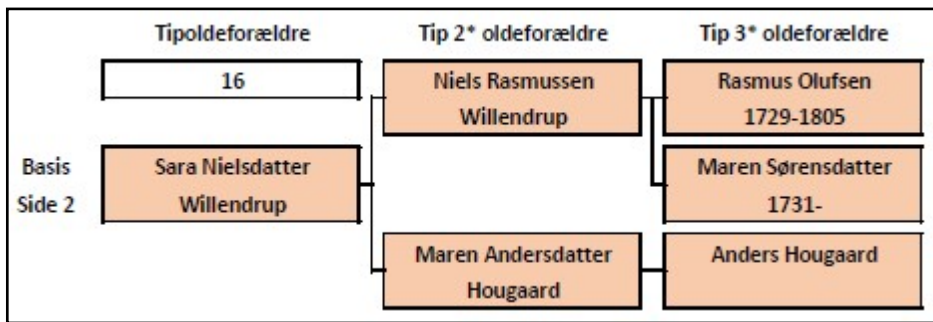 Tipoldeforældre Tip 2* oldeforældre Tip 3* oldeforældre
16 Niels Rasmussen Rasmus Olufsen
Willendrup 1729-1805
Basis Sara Nielsdatter Maren Sørensdatter
Side 2 Willendrup 1731-
Maren Andersdatter Anders Hougaard
Hougaard